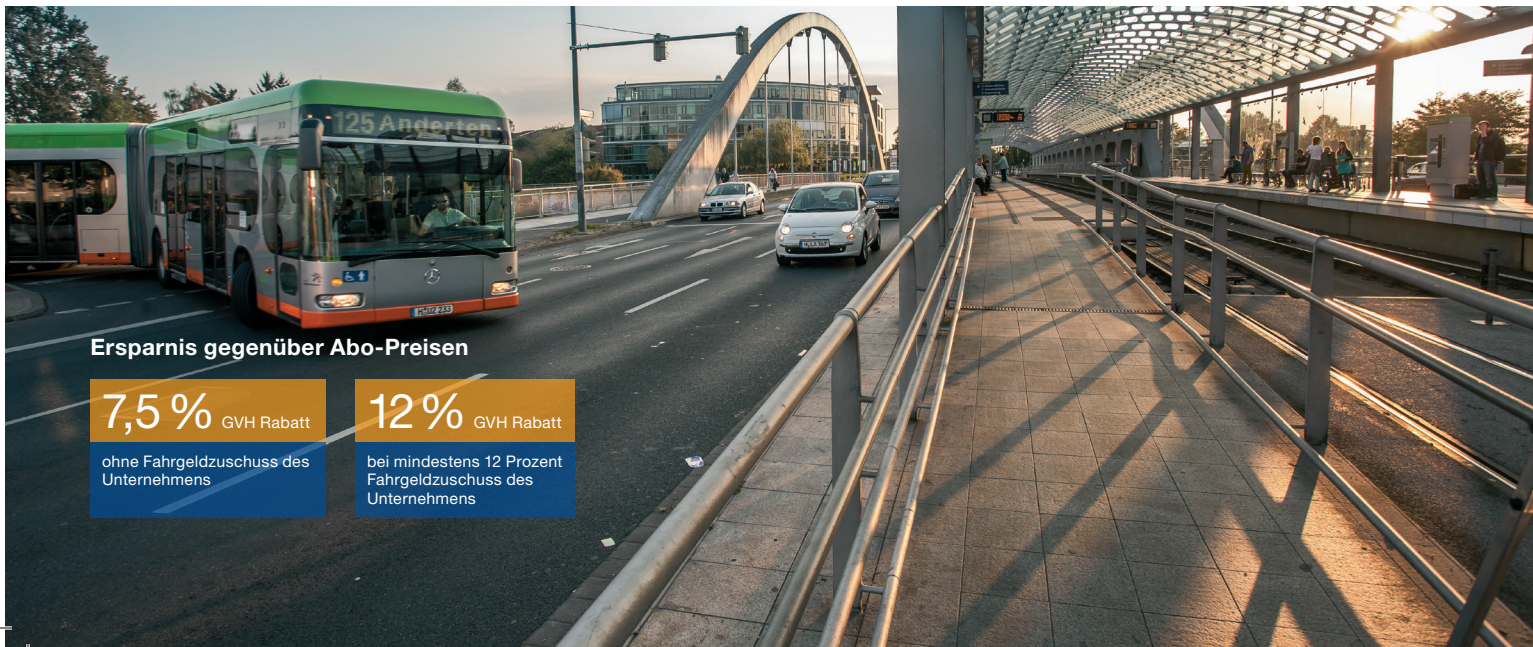 125 Anderten
Ersparnis gegenüber Abo-Preisen
7,5 % GVH Rabatt
ohne Fahrgeldzuschuss des
Unternehmens
12 % GVH Rabatt
bei mindestens 12 Prozent
Fahrgeldzuschuss des
Unternehmens